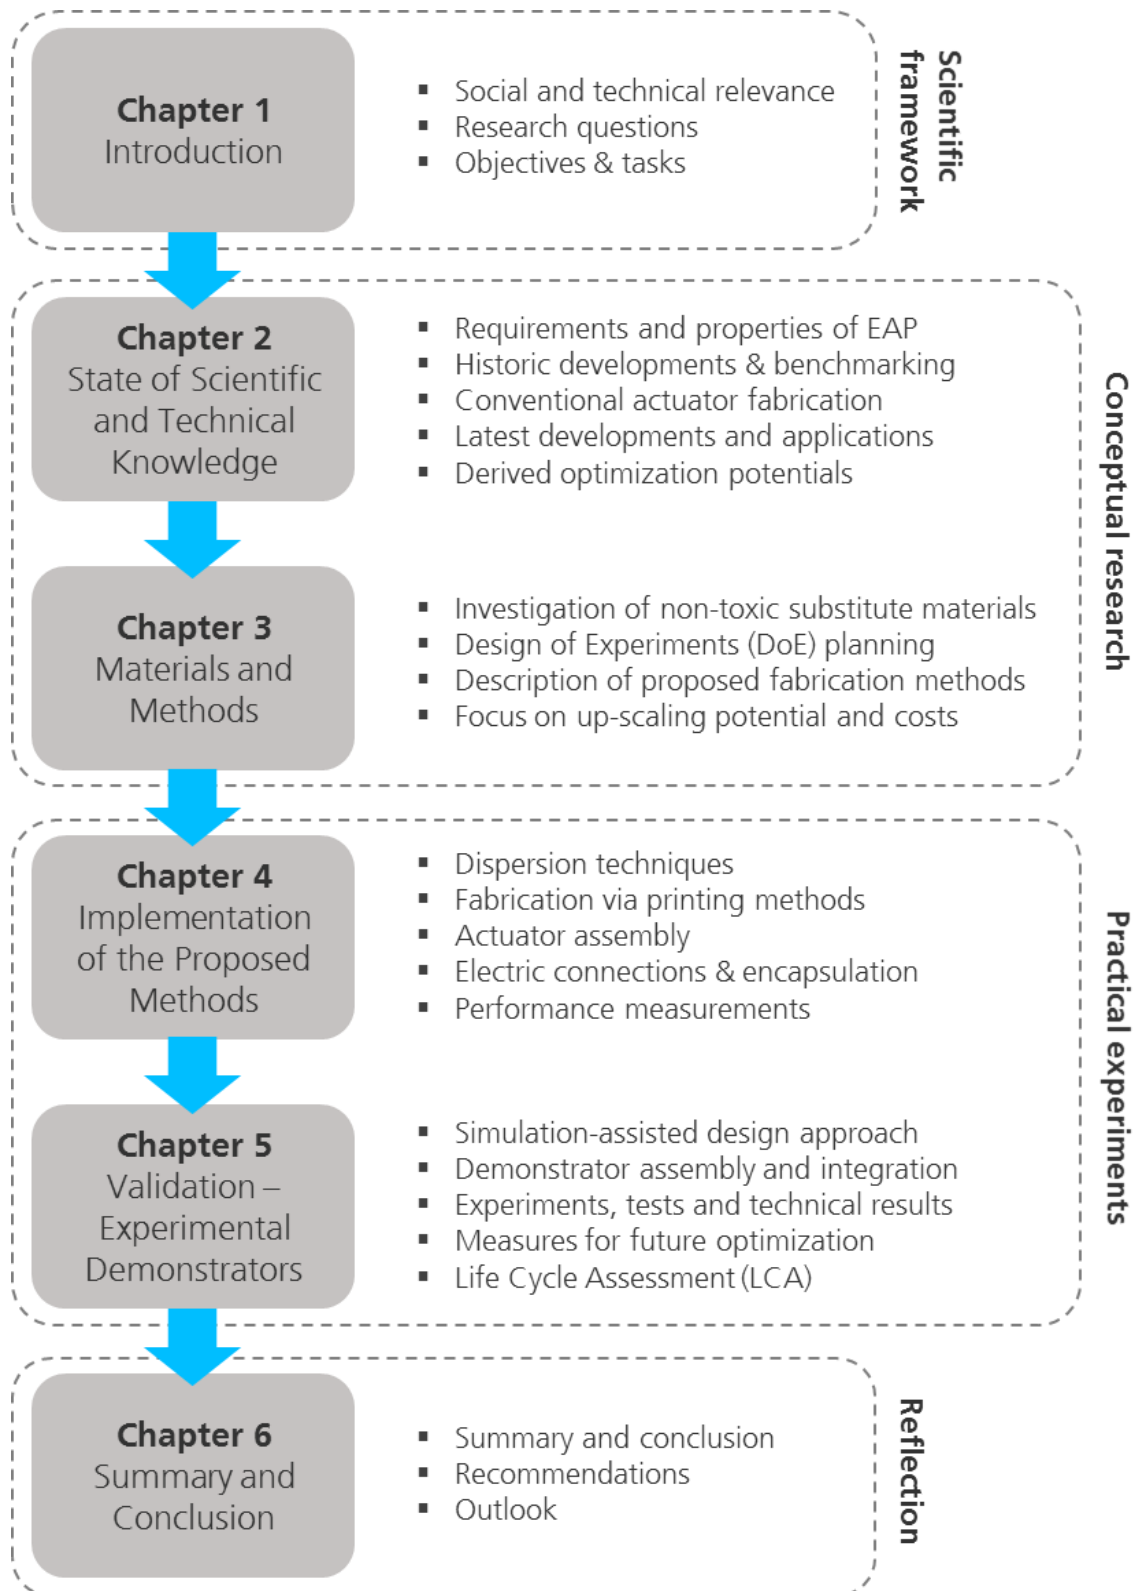 Chapter 1
Introduction
▪ Social and technical relevance
▪ Research questions
▪ Objectives & tasks
Scientific
framework
Chapter 2
State of Scientific
and Technical
Knowledge
▪ Requirements and properties of EAP
▪ Historic developments & benchmarking
▪ Conventional actuator fabrication
▪ Latest developments and applications
▪ Derived optimization potentials
Chapter 3
Materials and
Methods
▪ Investigation of non-toxic substitute materials
▪ Design of Experiments (DoE) planning
▪ Description of proposed fabrication methods
▪ Focus on up-scaling potential and costs
Conceptual research
Chapter 4
Implementation
of the Proposed
Methods
▪ Dispersion techniques
▪ Fabrication via printing methods
▪ Actuator assembly
▪ Electric connections & encapsulation
▪ Performance measurements
Chapter 5
Validation –
Experimental
Demonstrators
▪ Simulation-assisted design approach
▪ Demonstrator assembly and integration
▪ Experiments, tests and technical results
▪ Measures for future optimization
▪ Life Cycle Assessment (LCA)
Practical experiments
Chapter 6
Summary and
Conclusion
▪ Summary and conclusion
▪ Recommendations
▪ Outlook
Reflection